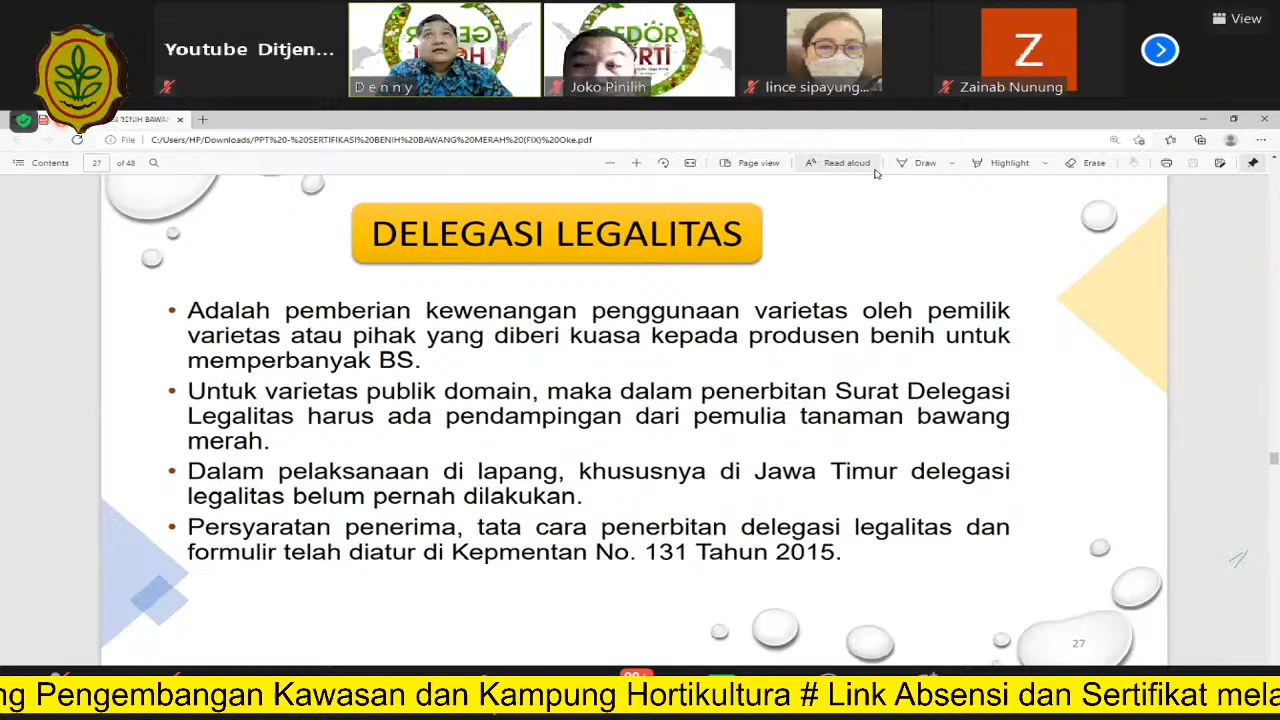 View
Youtube Ditjen...
Denny
Joko Pinilih
lince sipayung...
Z
Zainab Nunung
I BENIH BAWAN
File C:/Users/HP/Downloads/PPT%20-%20SERTIFIKASI%20BENIH%20BAWANG%20MERAH%20(FIX)%20Oke.pdf
Contents 27 of 48 Page view Read aloud Draw Highlight Erase
DELEGASI LEGALITAS
• Adalah pemberian kewenangan penggunaan varietas oleh pemilik
varietas atau pihak yang diberi kuasa kepada produsen benih untuk
memperbanyak BS.
• Untuk varietas publik domain, maka dalam penerbitan Surat Delegasi
Legalitas harus ada pendampingan dari pemulia tanaman bawang
merah.
• Dalam pelaksanaan di lapang, khususnya di Jawa Timur delegasi
legalitas belum pernah dilakukan.
• Persyaratan penerima, tata cara penerbitan delegasi legalitas dan
formulir telah diatur di Kepmentan No. 131 Tahun 2015.
27
ng Pengembangan Kawasan dan Kampung Hortikultura # Link Absensi dan Sertifikat mela